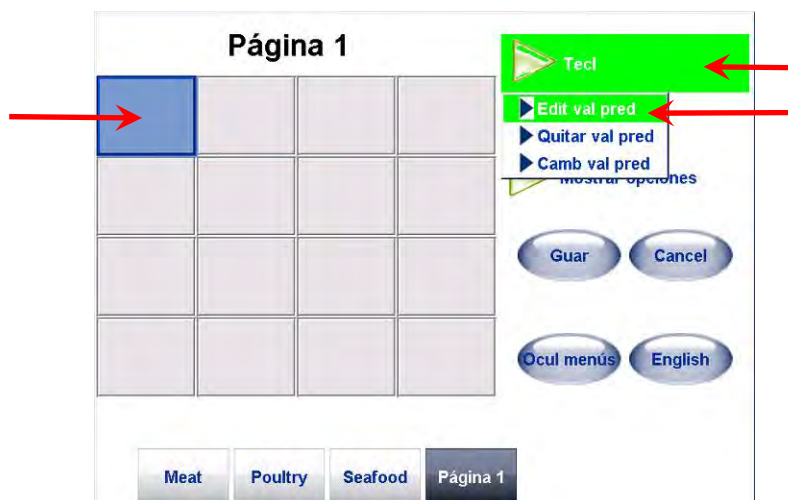 Página 1
Tecl
Edit val pred
Quitar val pred
Camb val pred
Mostrar opciones
Guar
Cancel
Ocul menús
English
Meat
Poultry
Seafood
Página 1